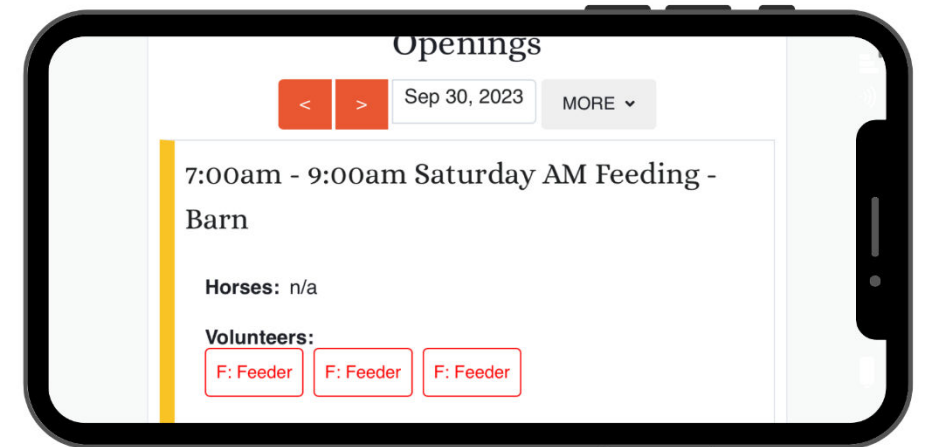 Openings
< > Sep 30, 2023 MORE
7:00am - 9:00am Saturday AM Feeding -
Barn
Horses: n/a
Volunteers:
F: Feeder F: Feeder F: Feeder